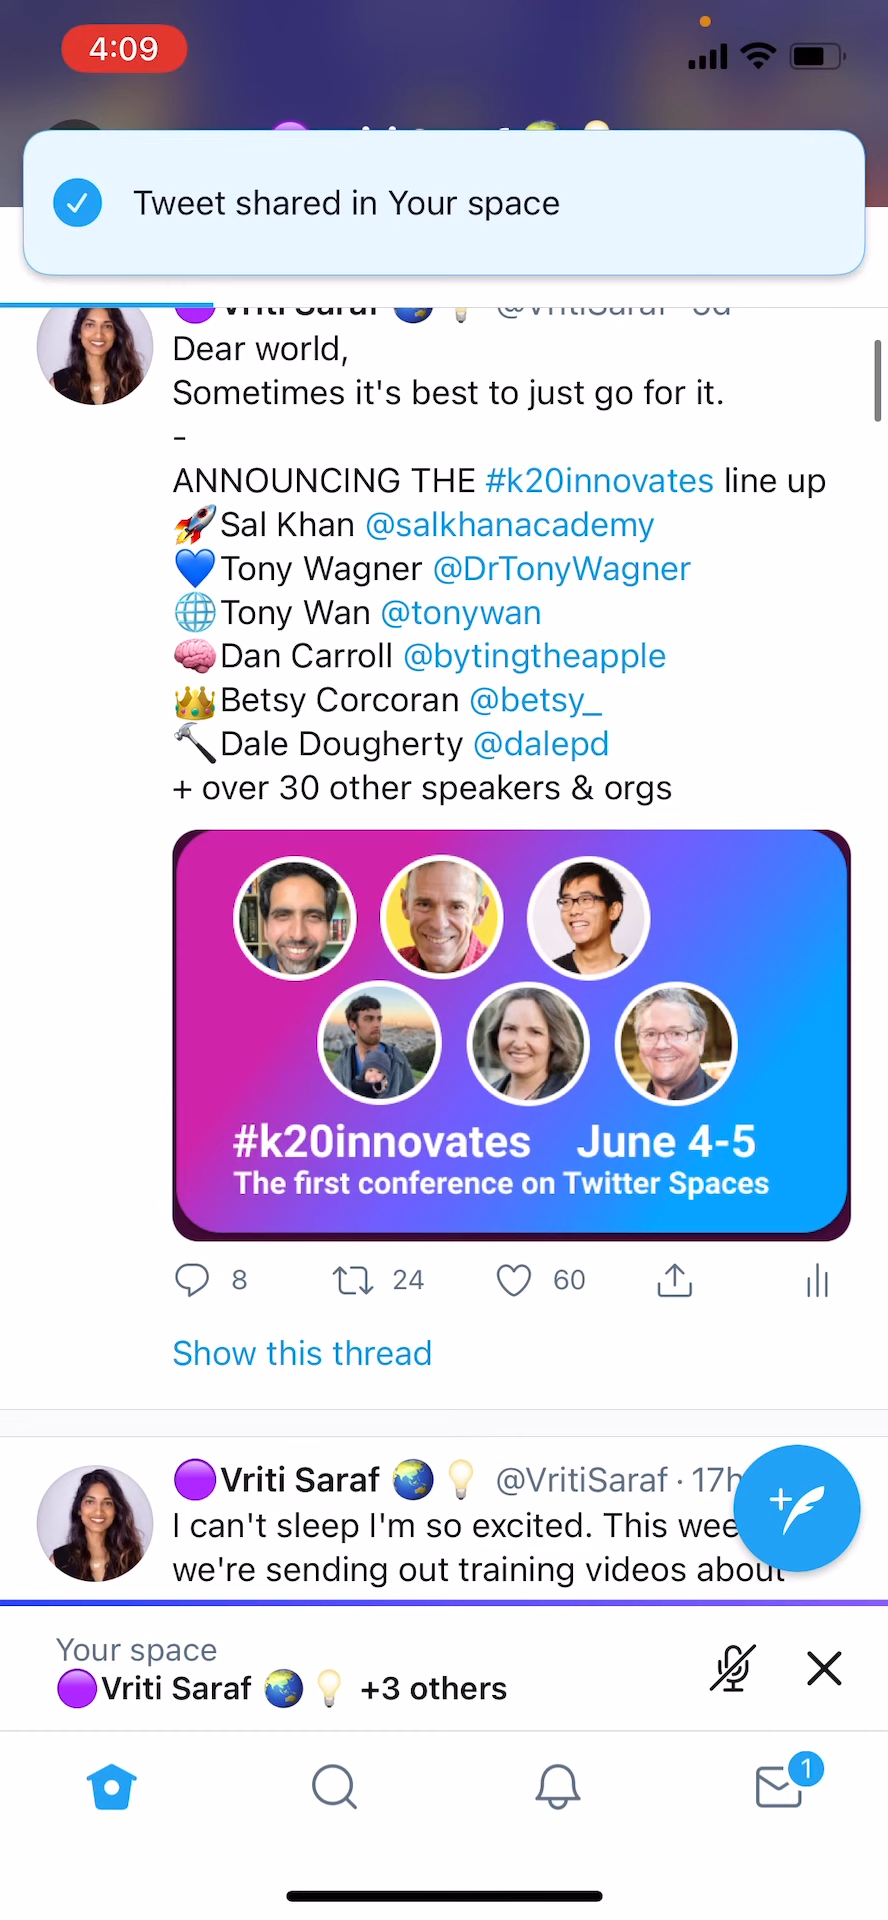 4:09
Tweet shared in Your space
Vriti Saraf @VritiSaraf
Dear world,
Sometimes it's best to just go for it.
-
ANNOUNCING THE #k20innovates line up
🚀Sal Khan @salkhanacademy
💙Tony Wagner @DrTonyWagner
🌐Tony Wan @tonywan
🧠Dan Carroll @bytingtheapple
👑Betsy Corcoran @betsy_
🔨Dale Dougherty @dalepd
+ over 30 other speakers & orgs
#k20innovates June 4-5
The first conference on Twitter Spaces
8 24 60
Show this thread
🟣Vriti Saraf 🌏 💡 @VritiSaraf · 17h
I can't sleep I'm so excited. This
we're sending out training videos about
Your space
🟣Vriti Saraf 🌏 💡 +3 others
1